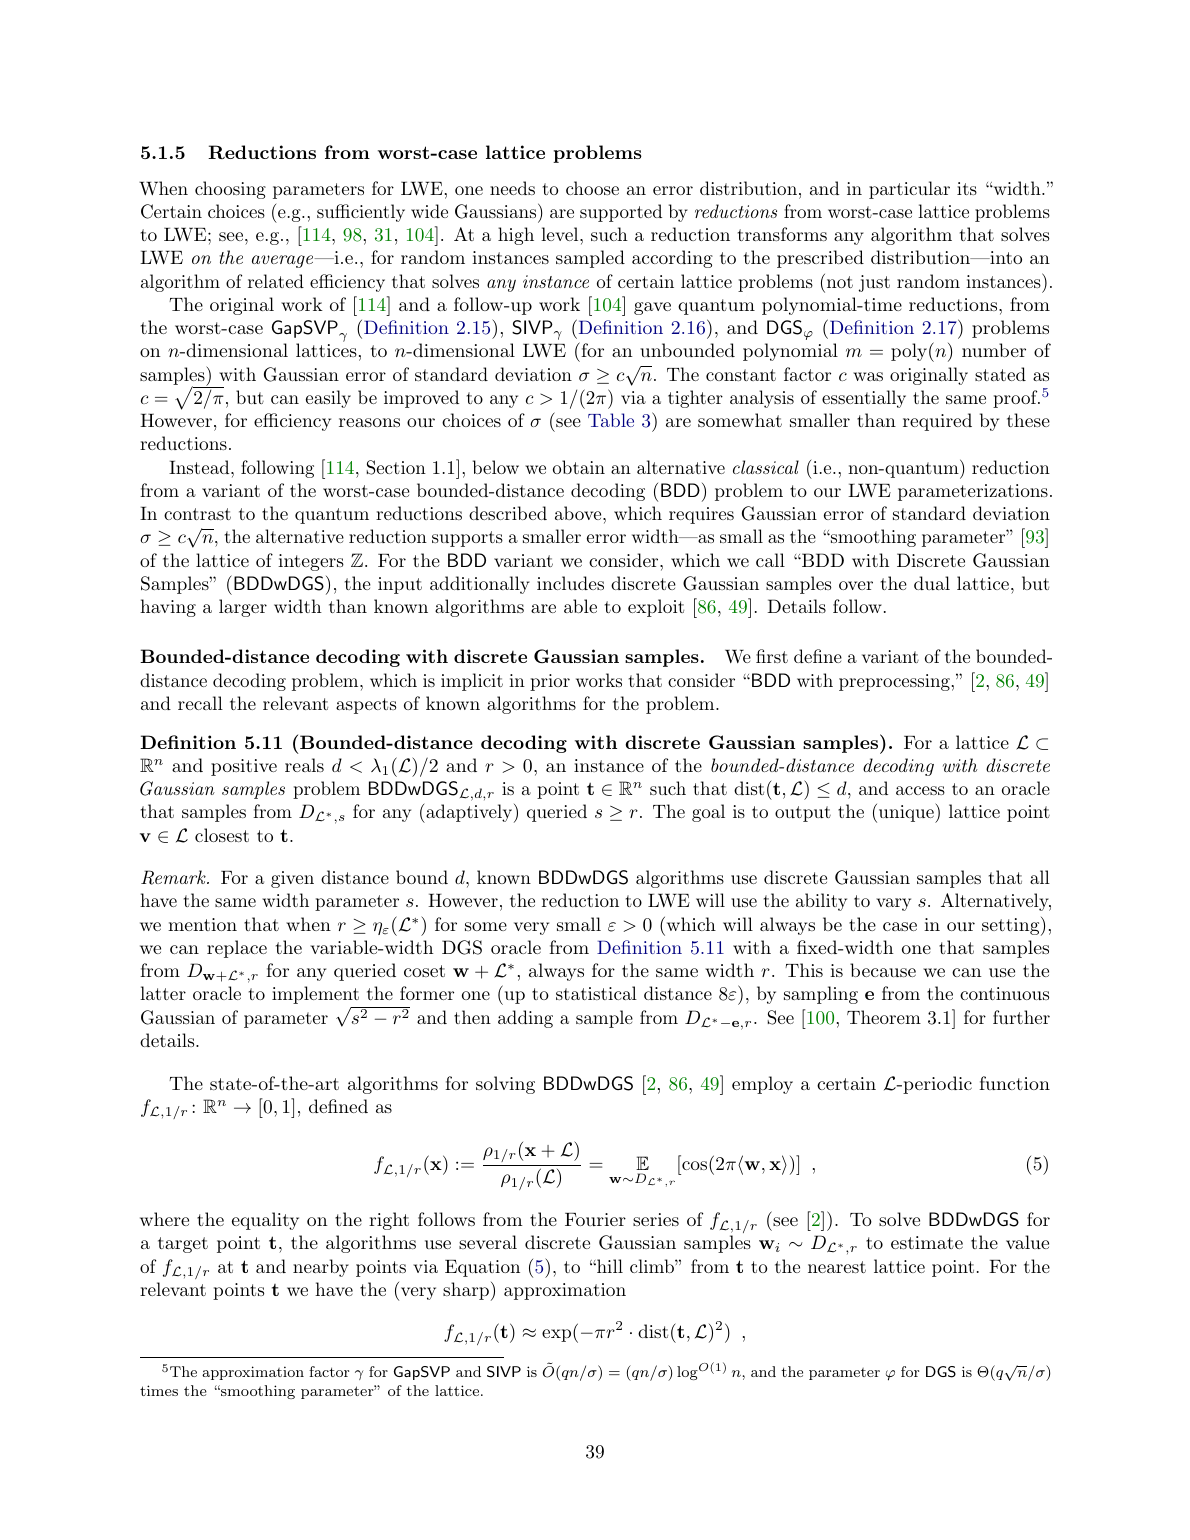 5.1.5 Reductions from worst-case lattice problems
When choosing parameters for LWE, one needs to choose an error distribution, and in particular its “width.”
Certain choices (e.g., sufficiently wide Gaussians) are supported by reductions from worst-case lattice problems
to LWE; see, e.g., [114, 98, 31, 104]. At a high level, such a reduction transforms any algorithm that solves
LWE on the average—i.e., for random instances sampled according to the prescribed distribution—into an
algorithm of related efficiency that solves any instance of certain lattice problems (not just random instances).
The original work of [114] and a follow-up work [104] gave quantum polynomial-time reductions, from
the worst-case GapSVPγ (Definition 2.15), SIVPγ (Definition 2.16), and DGSφ (Definition 2.17) problems
on n-dimensional lattices, to n-dimensional LWE (for an unbounded polynomial m = poly(n) number of
samples) with Gaussian error of standard deviation σ ≥ c√n. The constant factor c was originally stated as
c = √2/π, but can easily be improved to any c > 1/(2π) via a tighter analysis of essentially the same proof.⁵
However, for efficiency reasons our choices of σ (see Table 3) are somewhat smaller than required by these
reductions.
Instead, following [114, Section 1.1], below we obtain an alternative classical (i.e., non-quantum) reduction
from a variant of the worst-case bounded-distance decoding (BDD) problem to our LWE parameterizations.
In contrast to the quantum reductions described above, which requires Gaussian error of standard deviation
σ ≥ c√n, the alternative reduction supports a smaller error width—as small as the “smoothing parameter” [93]
of the lattice of integers ℤ. For the BDD variant we consider, which we call “BDD with Discrete Gaussian
Samples” (BDDwDGS), the input additionally includes discrete Gaussian samples over the dual lattice, but
having a larger width than known algorithms are able to exploit [86, 49]. Details follow.
Bounded-distance decoding with discrete Gaussian samples. We first define a variant of the bounded-
distance decoding problem, which is implicit in prior works that consider “BDD with preprocessing,” [2, 86, 49]
and recall the relevant aspects of known algorithms for the problem.
Definition 5.11 (Bounded-distance decoding with discrete Gaussian samples). For a lattice ℒ ⊂
ℝⁿ and positive reals d < λ₁(ℒ)/2 and r > 0, an instance of the bounded-distance decoding with discrete
Gaussian samples problem BDDwDGSℒ,d,r is a point t ∈ ℝⁿ such that dist(t, ℒ) ≤ d, and access to an oracle
that samples from Dℒ*,s for any (adaptively) queried s ≥ r. The goal is to output the (unique) lattice point
v ∈ ℒ closest to t.
Remark. For a given distance bound d, known BDDwDGS algorithms use discrete Gaussian samples that all
have the same width parameter s. However, the reduction to LWE will use the ability to vary s. Alternatively,
we mention that when r ≥ ηε(ℒ*) for some very small ε > 0 (which will always be the case in our setting),
we can replace the variable-width DGS oracle from Definition 5.11 with a fixed-width one that samples
from Dw+ℒ*,r for any queried coset w + ℒ*, always for the same width r. This is because we can use the
latter oracle to implement the former one (up to statistical distance 8ε), by sampling e from the continuous
Gaussian of parameter √s² − r² and then adding a sample from Dℒ*−e,r. See [100, Theorem 3.1] for further
details.
The state-of-the-art algorithms for solving BDDwDGS [2, 86, 49] employ a certain ℒ-periodic function
fℒ,1/r : ℝⁿ → [0, 1], defined as
fℒ,1/r(x) := ρ1/r(x + ℒ) / ρ1/r(ℒ) = 𝔼w∼Dℒ*,r [cos(2π⟨w, x⟩)] , (5)
where the equality on the right follows from the Fourier series of fℒ,1/r (see [2]). To solve BDDwDGS for
a target point t, the algorithms use several discrete Gaussian samples wᵢ ∼ Dℒ*,r to estimate the value
of fℒ,1/r at t and nearby points via Equation (5), to “hill climb” from t to the nearest lattice point. For the
relevant points t we have the (very sharp) approximation
fℒ,1/r(t) ≈ exp(−πr² · dist(t, ℒ)²) ,
⁵The approximation factor γ for GapSVP and SIVP is Õ(qn/σ) = (qn/σ) log^O(1) n, and the parameter φ for DGS is Θ(q√n/σ)
times the “smoothing parameter” of the lattice.
39